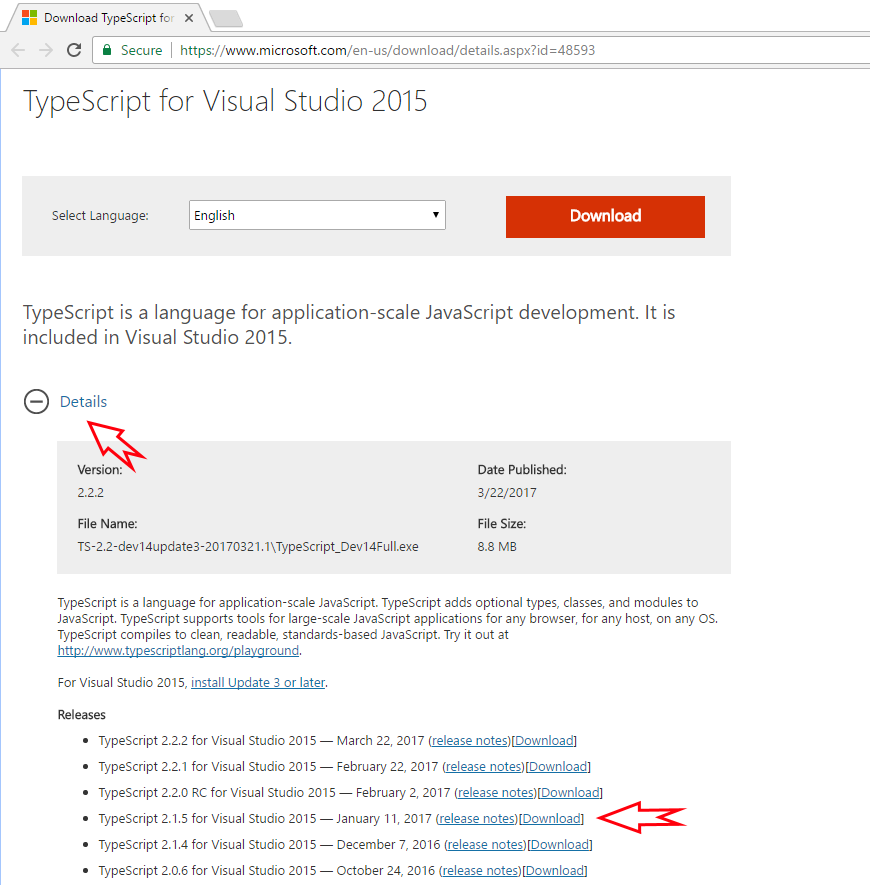 Download TypeScript for
Secure https://www.microsoft.com/en-us/download/details.aspx?id=48593
TypeScript for Visual Studio 2015
Select Language: English Download
TypeScript is a language for application-scale JavaScript development. It is
included in Visual Studio 2015.
Details
Version: Date Published:
2.2.2 3/22/2017
File Name: File Size:
TS-2.2-dev14update3-20170321.1\TypeScript_Dev14Full.exe 8.8 MB
TypeScript is a language for application-scale JavaScript. TypeScript adds optional types, classes, and modules to
JavaScript. TypeScript supports tools for large-scale JavaScript applications for any browser, for any host, on any OS.
TypeScript compiles to clean, readable, standards-based JavaScript. Try it out at
http://www.typescriptlang.org/playground.
For Visual Studio 2015, install Update 3 or later.
Releases
• TypeScript 2.2.2 for Visual Studio 2015 — March 22, 2017 (release notes)[Download]
• TypeScript 2.2.1 for Visual Studio 2015 — February 22, 2017 (release notes)[Download]
• TypeScript 2.2.0 RC for Visual Studio 2015 — February 2, 2017 (release notes)[Download]
• TypeScript 2.1.5 for Visual Studio 2015 — January 11, 2017 (release notes)[Download]
• TypeScript 2.1.4 for Visual Studio 2015 — December 7, 2016 (release notes)[Download]
• TypeScript 2.0.6 for Visual Studio 2015 — October 24, 2016 (release notes)[Download]